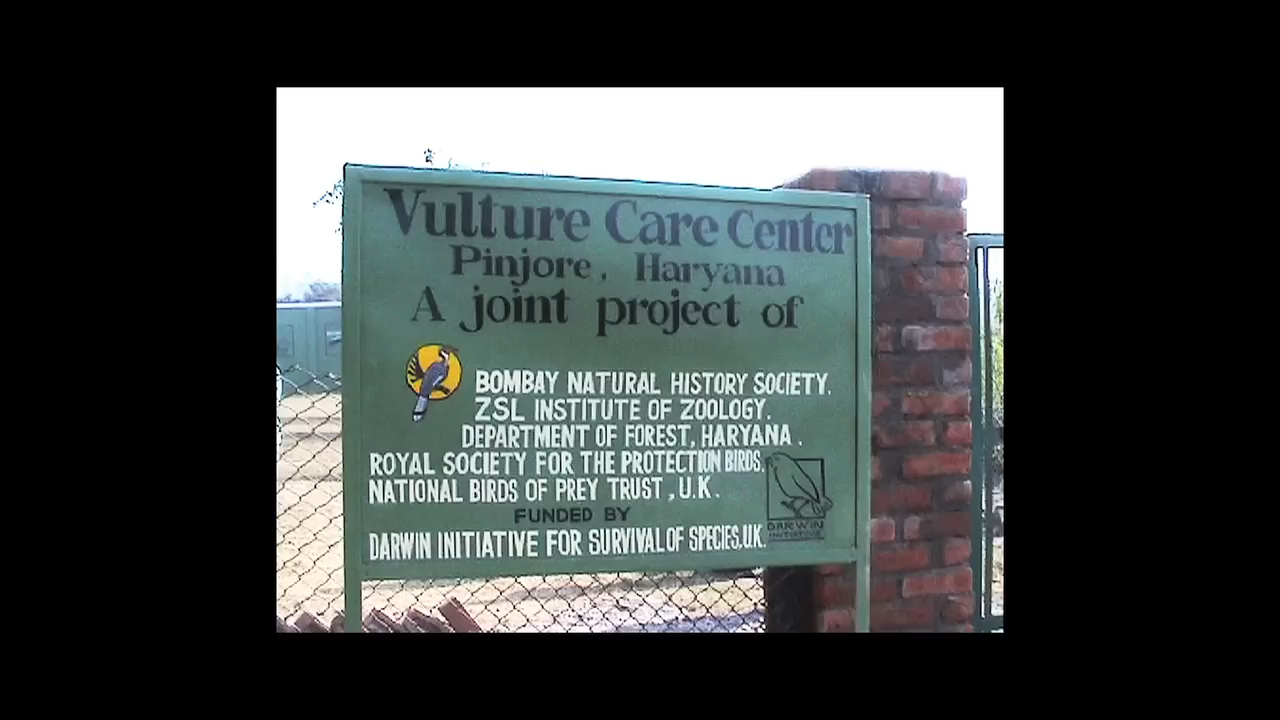 Vulture Care Center
Pinjore, Haryana
A joint project of
BOMBAY NATURAL HISTORY SOCIETY.
ZSL INSTITUTE OF ZOOLOGY.
DEPARTMENT OF FOREST, HARYANA.
ROYAL SOCIETY FOR THE PROTECTION BIRDS.
NATIONAL BIRDS OF PREY TRUST, U.K.
FUNDED BY
DARWIN INITIATIVE FOR SURVIVAL OF SPECIES, U.K.
DARWIN
INITIATIVE